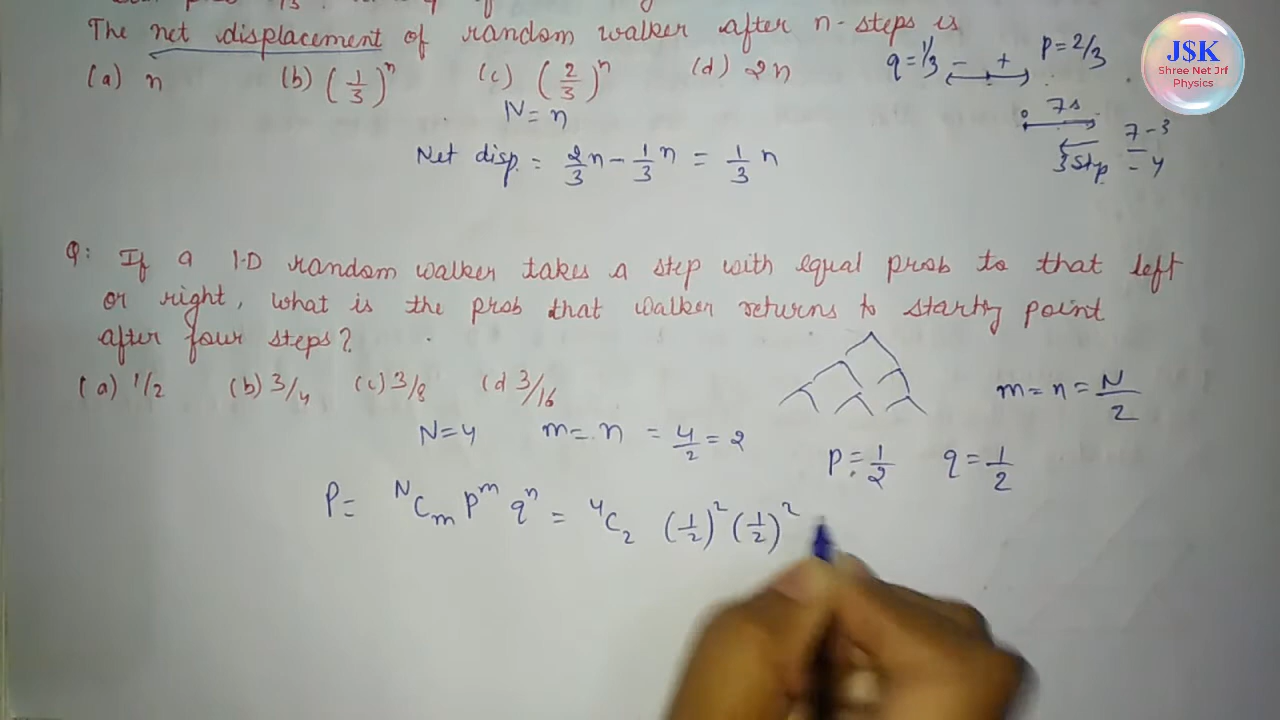 The net displacement of random walker after n-steps is
(a) n (b) (1/3)^n (c) (2/3)^n (d) 2n
q=1/3 - + p=2/3
N=n
Net disp. = 2/3 n - 1/3 n = 1/3 n
0 7s
3 Step
7-3
= 4
Q: If a 1-D random walker takes a step with equal prob to that left
or right, what is the prob that walker returns to starting point
after four steps?
(a) 1/2 (b) 3/4 (c) 3/8 (d 3/16
m = n = N/2
N=4 m = n = 4/2 = 2
p = 1/2 q = 1/2
P = ᴺCₘ p^m q^n = ⁴C₂ (1/2)^2 (1/2)^2
JSK
Shree Net Jrf
Physics